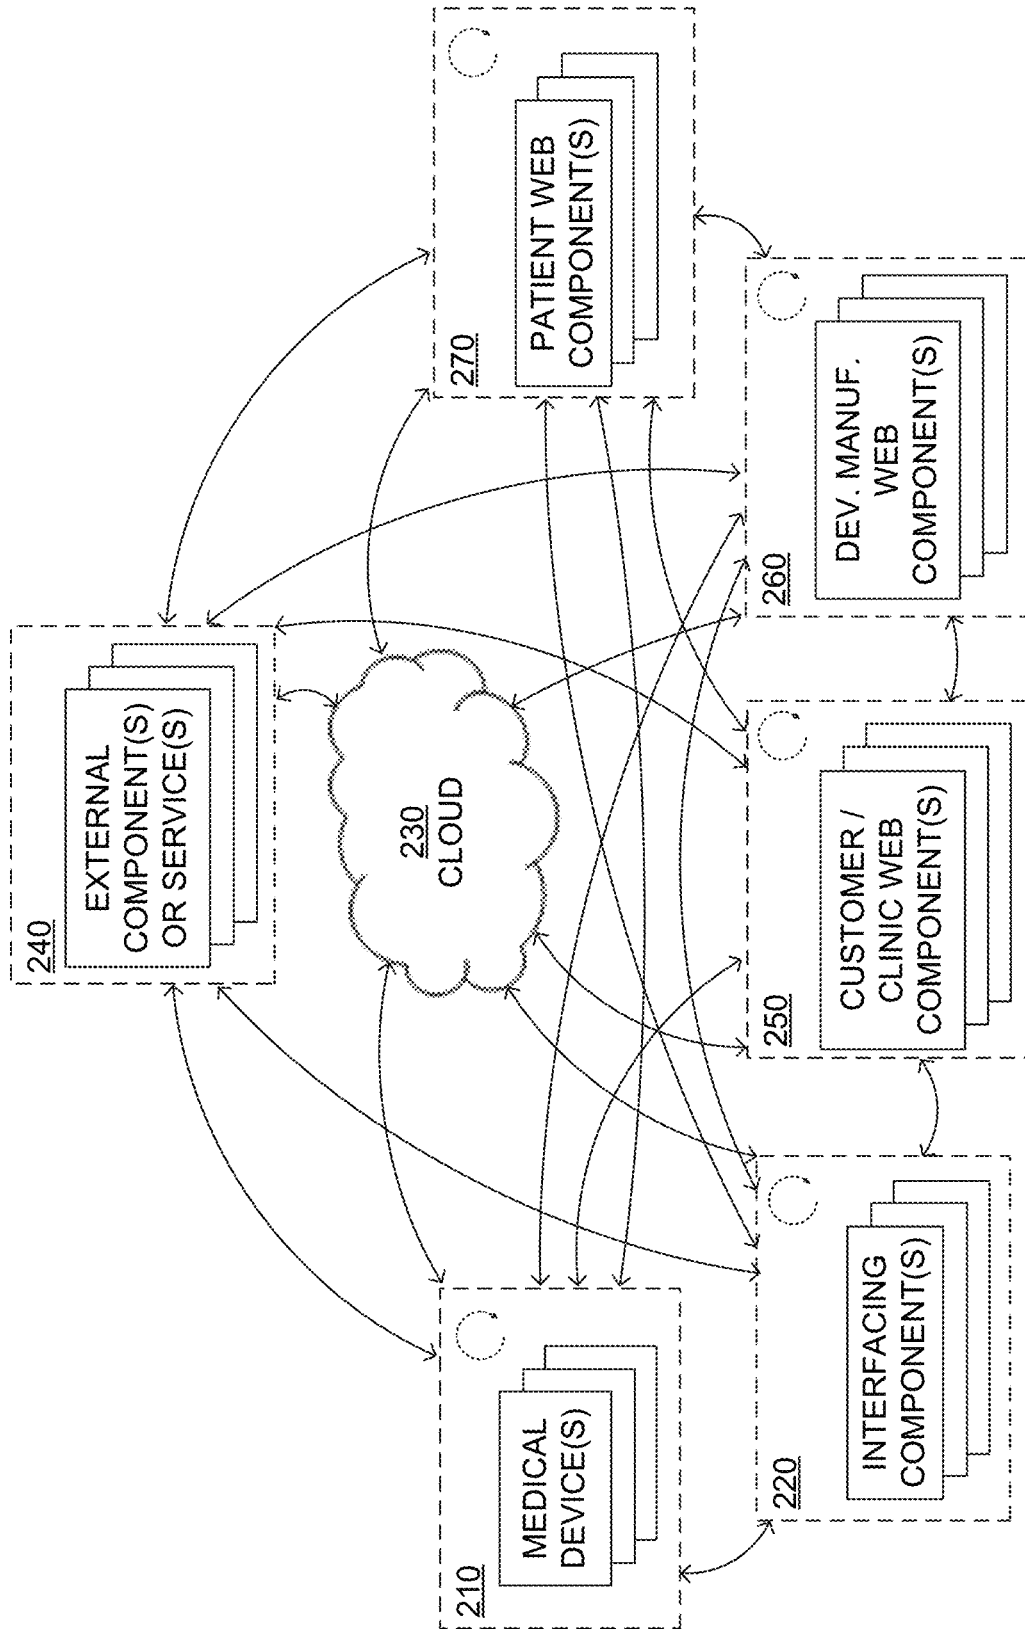 240
EXTERNAL
COMPONENT(S)
OR SERVICE(S)
210
MEDICAL
DEVICE(S)
230
CLOUD
270
PATIENT WEB
COMPONENT(S)
220
INTERFACING
COMPONENT(S)
250
CUSTOMER /
CLINIC WEB
COMPONENT(S)
260
DEV. MANUF.
WEB
COMPONENT(S)